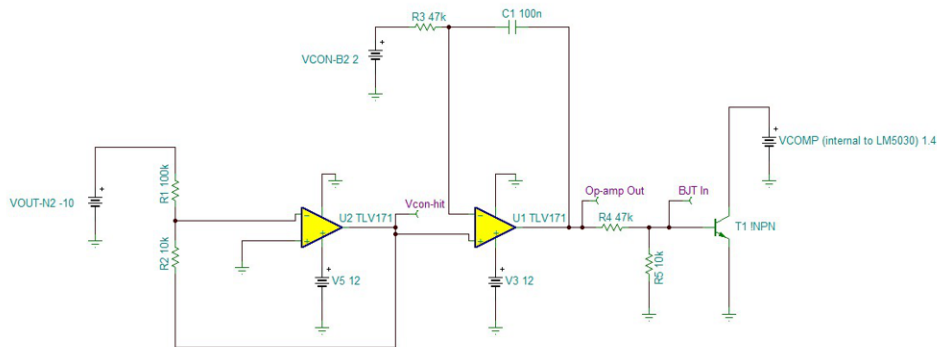 R3 47k
C1 100n
VCON-B2 2
VCOMP (internal to LM5030) 1.4
R1 100k
VOUT-N2 -10
Vcon-hit
Op-amp Out
BJT In
U2 TLV171
U1 TLV171
R4 47k
T1 !NPN
R2 10k
R5 10k
V5 12
V3 12